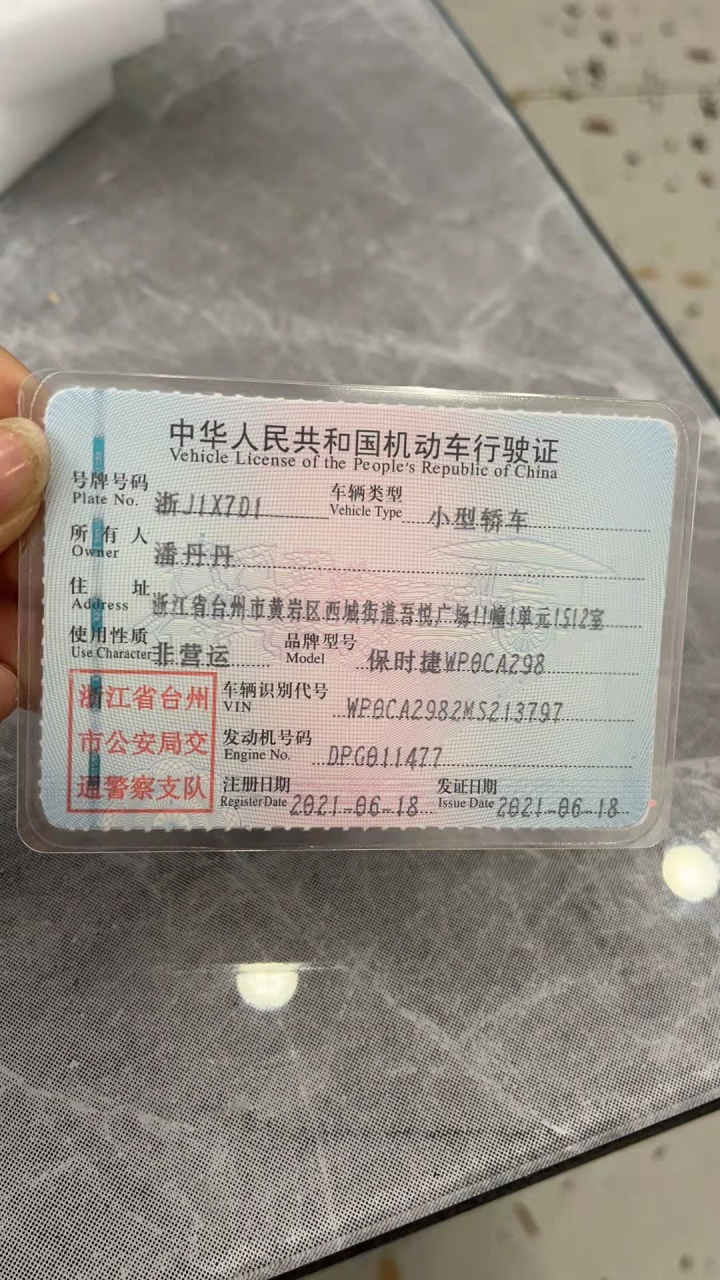 中华人民共和国机动车行驶证
Vehicle License of the People's Republic of China
号牌号码 浙J1X7D1 车辆类型 小型轿车
Plate No. Vehicle Type
所有人 潘丹丹
Owner
住址 浙江省台州市黄岩区西城街道吾悦广场11幢1单元1512室
Address
使用性质 非营运 品牌型号 保时捷WP0CA298
Use Character Model
浙江省台州
市公安局交
通警察支队
车辆识别代号 WP0CA2982MS213797
VIN
发动机号码 DPG011477
Engine No.
注册日期 2021-06-18 发证日期 2021-06-18
Register Date Issue Date